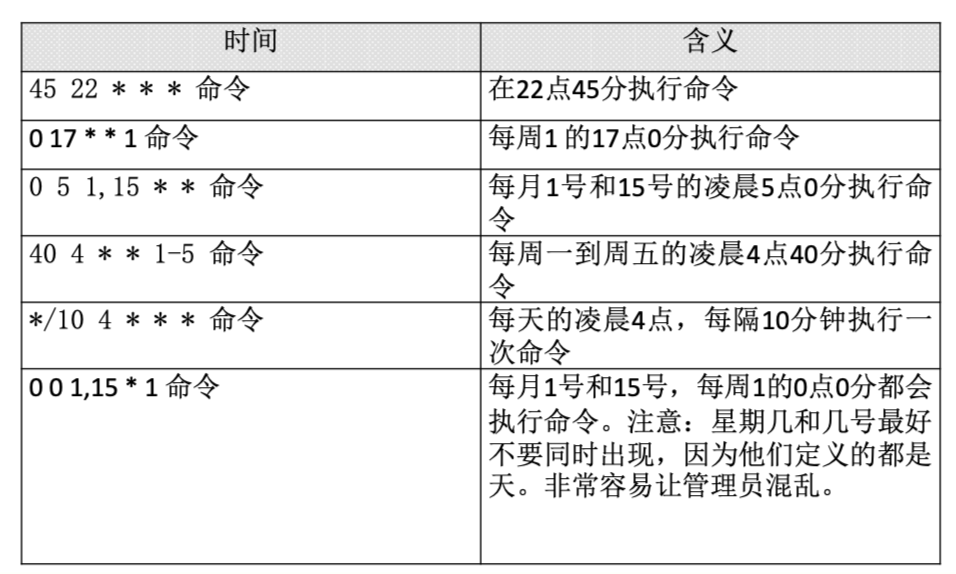 时间 含义
45 22 * * * 命令 在22点45分执行命令
0 17 * * 1 命令 每周1 的17点0分执行命令
0 5 1,15 * * 命令 每月1号和15号的凌晨5点0分执行命
令
40 4 * * 1-5 命令 每周一到周五的凌晨4点40分执行命
令
*/10 4 * * * 命令 每天的凌晨4点，每隔10分钟执行一
次命令
0 0 1,15 * 1 命令 每月1号和15号，每周1的0点0分都会
执行命令。注意：星期几和几号最好
不要同时出现，因为他们定义的都是
天。非常容易让管理员混乱。